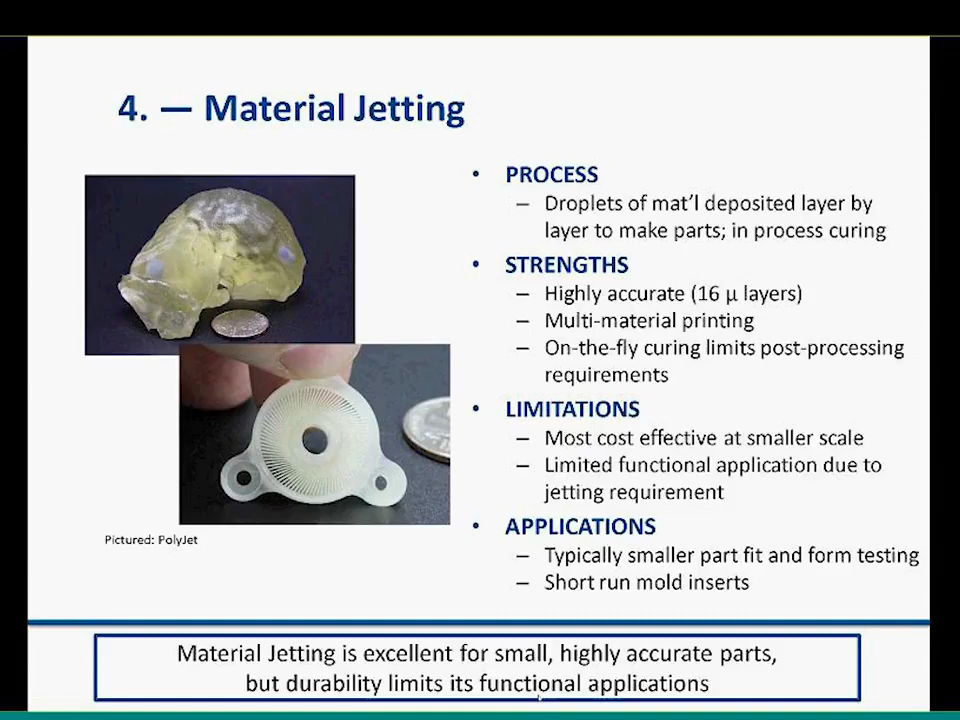 4. — Material Jetting
• PROCESS
– Droplets of mat’l deposited layer by
layer to make parts; in process curing
• STRENGTHS
– Highly accurate (16 µ layers)
– Multi-material printing
– On-the-fly curing limits post-processing
requirements
• LIMITATIONS
– Most cost effective at smaller scale
– Limited functional application due to
jetting requirement
• APPLICATIONS
– Typically smaller part fit and form testing
– Short run mold inserts
Pictured: PolyJet
Material Jetting is excellent for small, highly accurate parts,
but durability limits its functional applications